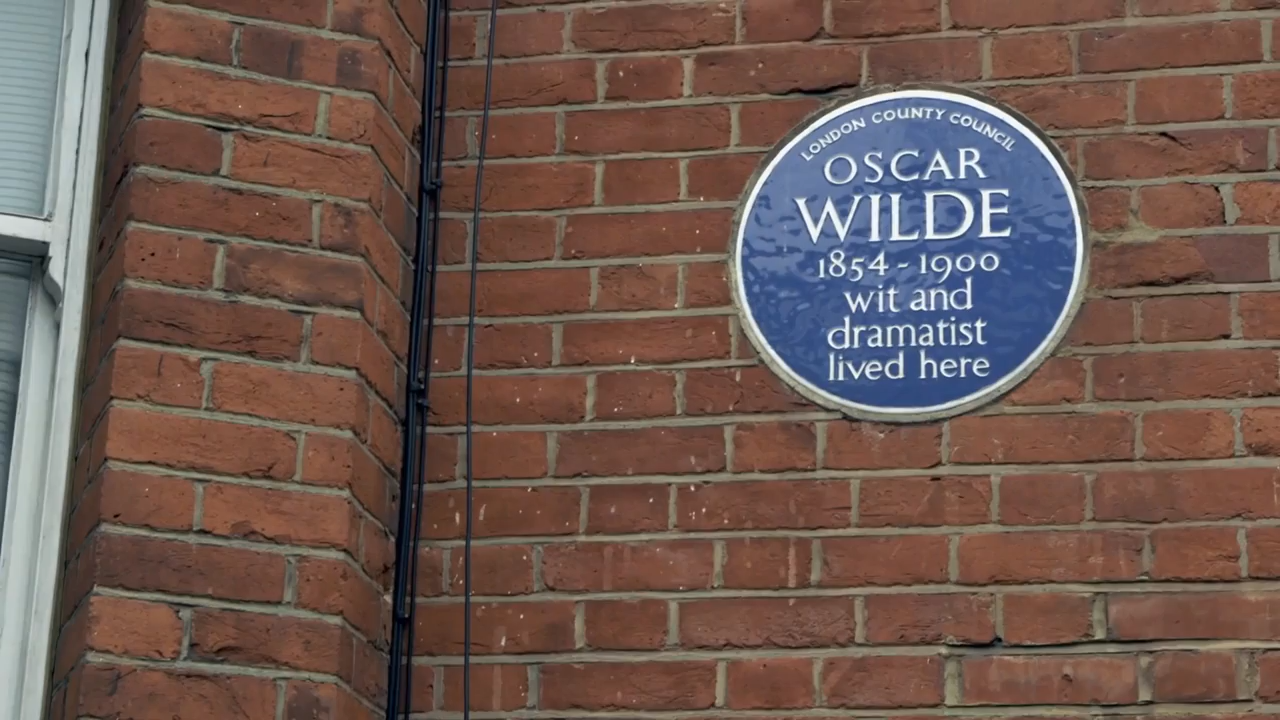 LONDON COUNTY COUNCIL
OSCAR
WILDE
1854-1900
wit and
dramatist
lived here